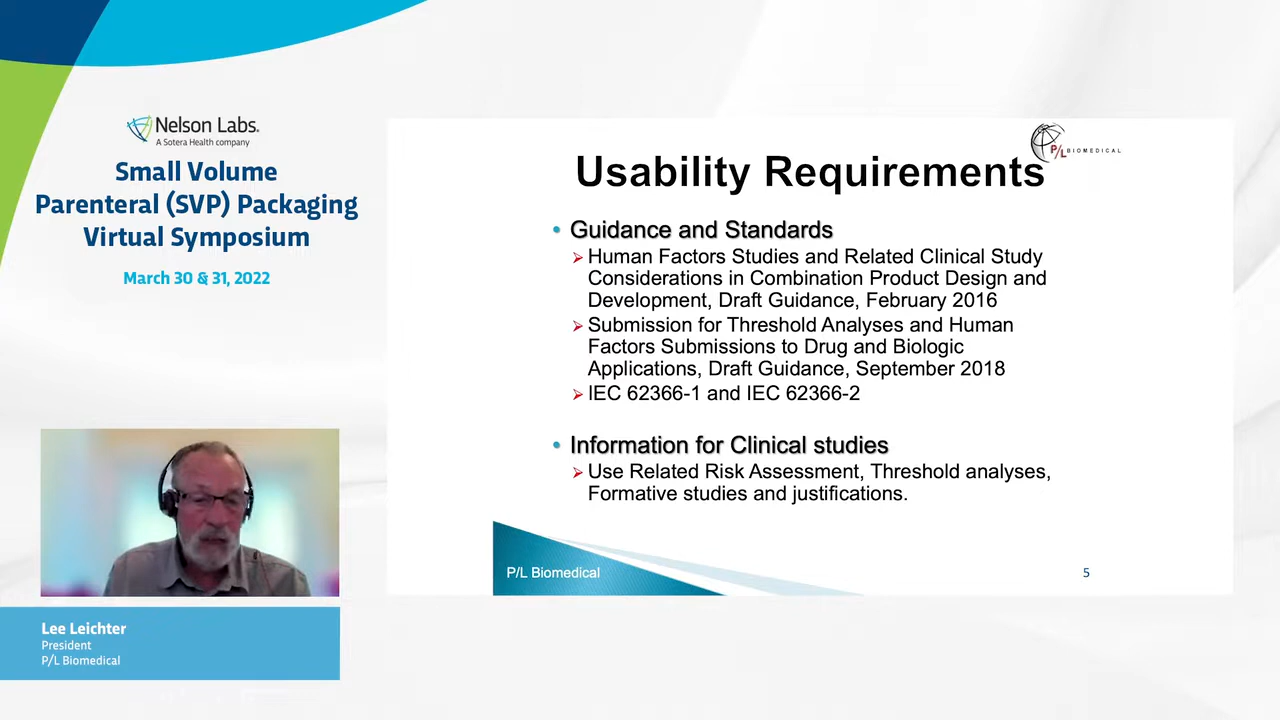 Nelson Labs.
A Sotera Health company
Small Volume
Parenteral (SVP) Packaging
Virtual Symposium
March 30 & 31, 2022
P/L BIOMEDICAL
Usability Requirements
• Guidance and Standards
➢ Human Factors Studies and Related Clinical Study
Considerations in Combination Product Design and
Development, Draft Guidance, February 2016
➢ Submission for Threshold Analyses and Human
Factors Submissions to Drug and Biologic
Applications, Draft Guidance, September 2018
➢ IEC 62366-1 and IEC 62366-2
• Information for Clinical studies
➢ Use Related Risk Assessment, Threshold analyses,
Formative studies and justifications.
P/L Biomedical
5
Lee Leichter
President
P/L Biomedical